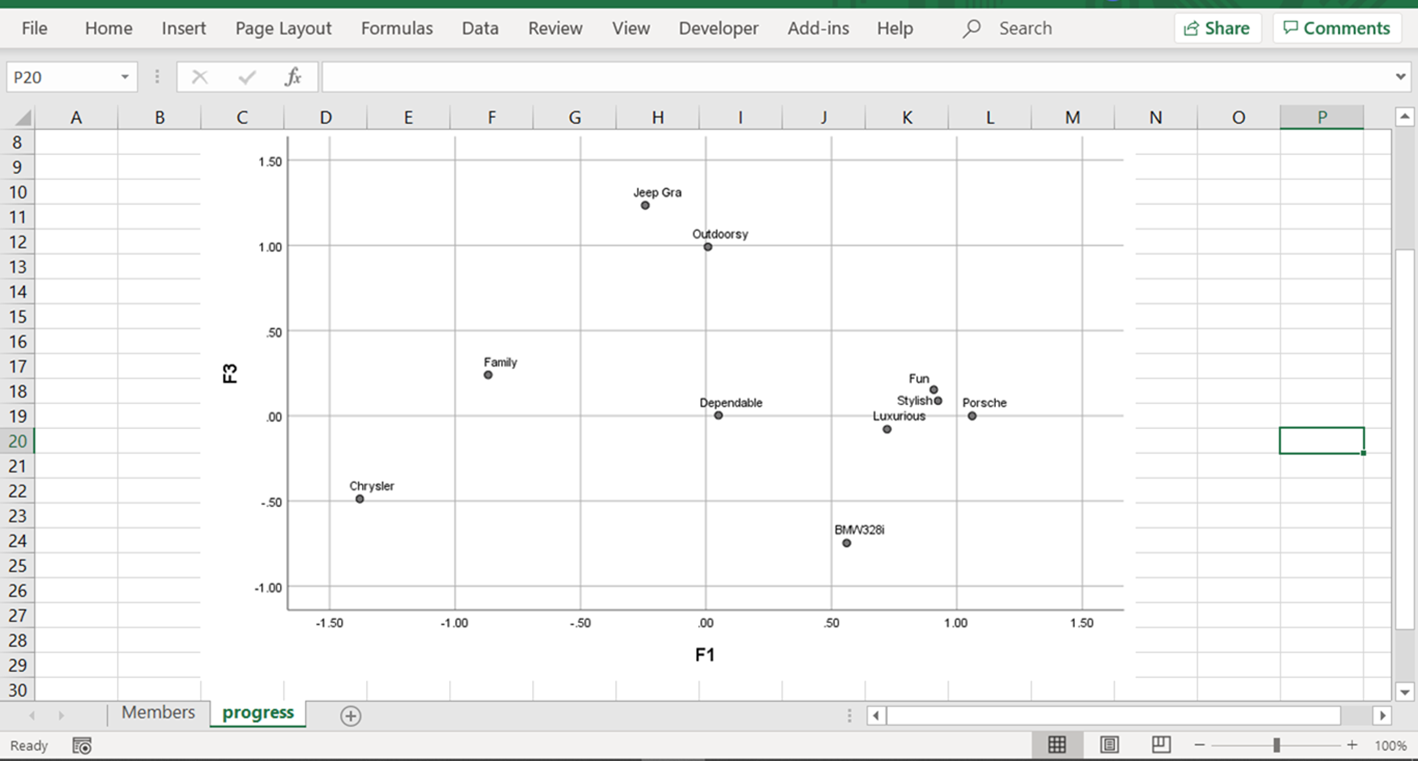 File Home Insert Page Layout Formulas Data Review View Developer Add-ins Help Search Share Comments
P20 fx
A B C D E F G H I J K L M N O P
8
9
10
11
12
13
14
15
16
17
18
19
20
21
22
23
24
25
26
27
28
29
30
1.50
1.00
.50
.00
-.50
-1.00
F3
Jeep Gra
Outdoorsy
Family
Fun
Stylish
Dependable
Porsche
Luxurious
Chrysler
BMW328i
-1.50 -1.00 -.50 .00 .50 1.00 1.50
F1
Members progress
Ready 100%